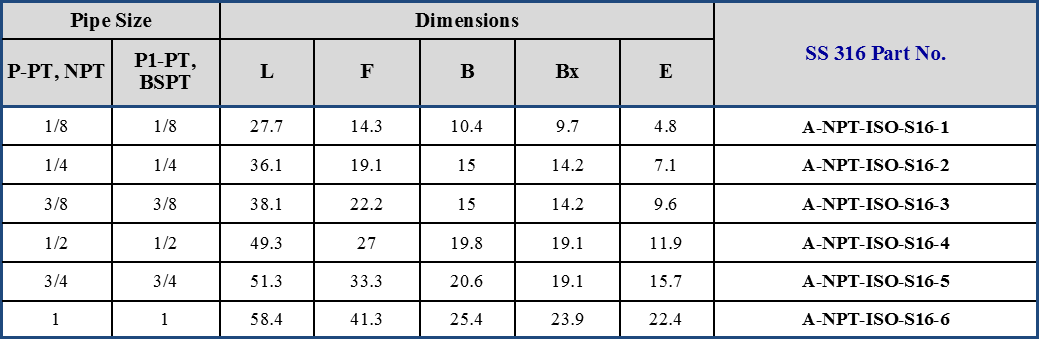 Pipe Size Dimensions SS 316 Part No.
P-PT, NPT P1-PT, BSPT L F B Bx E
1/8 1/8 27.7 14.3 10.4 9.7 4.8 A-NPT-ISO-S16-1
1/4 1/4 36.1 19.1 15 14.2 7.1 A-NPT-ISO-S16-2
3/8 3/8 38.1 22.2 15 14.2 9.6 A-NPT-ISO-S16-3
1/2 1/2 49.3 27 19.8 19.1 11.9 A-NPT-ISO-S16-4
3/4 3/4 51.3 33.3 20.6 19.1 15.7 A-NPT-ISO-S16-5
1 1 58.4 41.3 25.4 23.9 22.4 A-NPT-ISO-S16-6